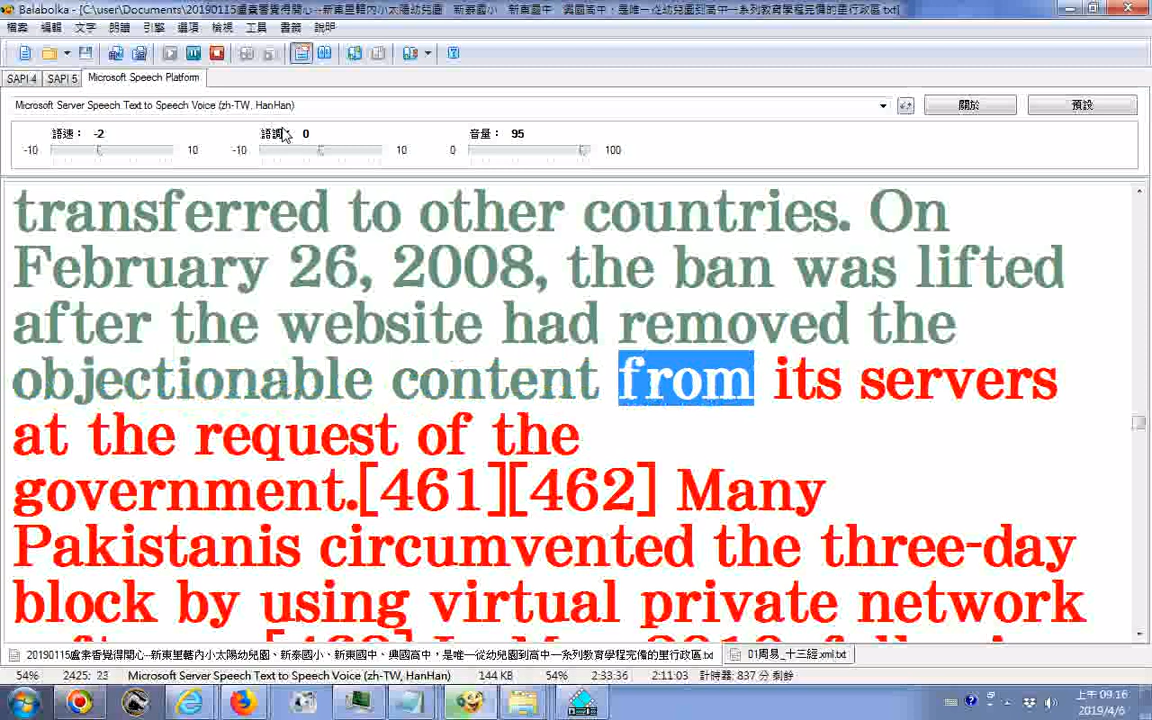 Balabolka - [C:\user\Documents\20190115盧衾香覺得開心--新東里轄內小太陽幼兒園、新泰國小、新東國中、興國高中，是唯一從幼兒園到高中一系列教育學程完備的里行政區.txt]
檔案 編輯 文字 朗讀 引擎 選項 檢視 工具 書籤 說明
SAPI 4 SAPI 5 Microsoft Speech Platform
Microsoft Server Speech Text to Speech Voice (zh-TW, HanHan) 關於 預設
語速： -2 語調： 0 音量： 95
-10 10 -10 10 0 100
transferred to other countries. On
February 26, 2008, the ban was lifted
after the website had removed the
objectionable content from its servers
at the request of the
government.[461][462] Many
Pakistanis circumvented the three-day
block by using virtual private network
20190115盧衾香覺得開心--新東里轄內小太陽幼兒園、新泰國小、新東國中、興國高中，是唯一從幼兒園到高中一系列教育學程完備的里行政區.txt 01周易_十三經.xml.txt
54% 2425: 23 Microsoft Server Speech Text to Speech Voice (zh-TW, HanHan) 144 KB 54% 2:33:36 2:11:03 計時器: 837 分 剩餘
上午 09:16
2019/4/6